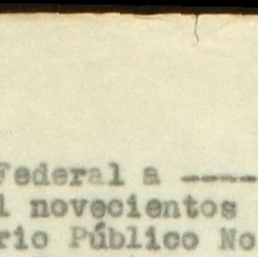 Federal a -----
l novecientos
rio Público No